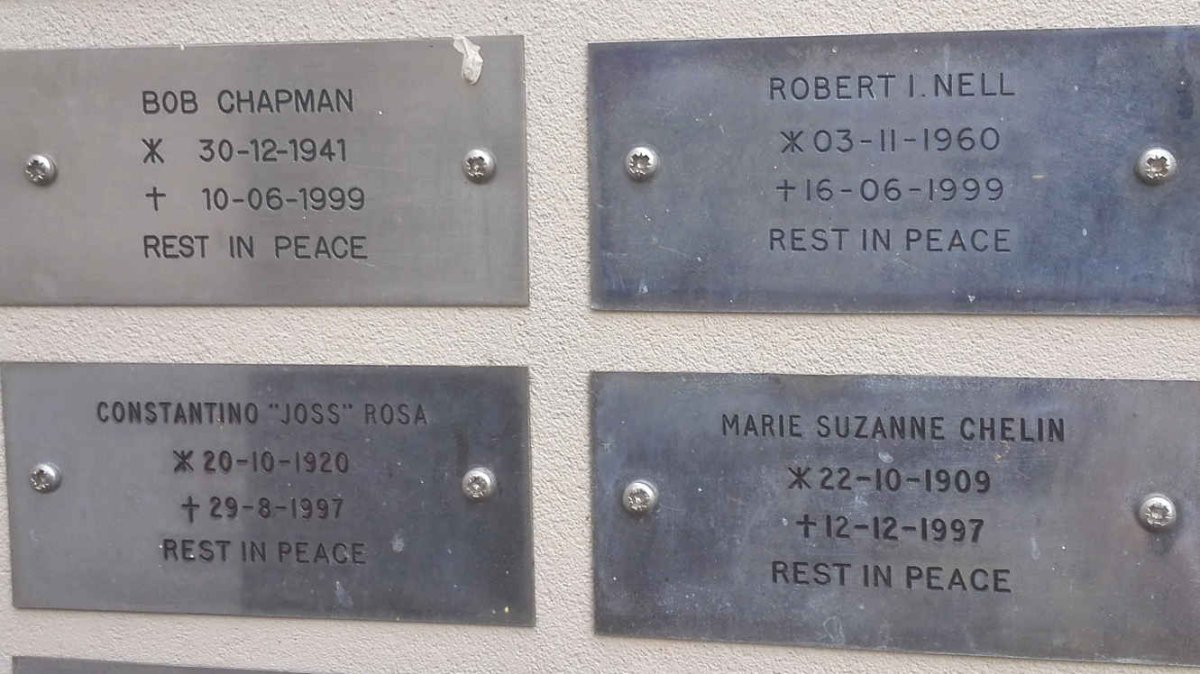 BOB CHAPMAN
⚹ 30-12-1941
† 10-06-1999
REST IN PEACE
ROBERT I. NELL
⚹ 03-11-1960
† 16-06-1999
REST IN PEACE
CONSTANTINO "JOSS" ROSA
⚹ 20-10-1920
† 29-8-1997
REST IN PEACE
MARIE SUZANNE CHELIN
⚹ 22-10-1909
† 12-12-1997
REST IN PEACE